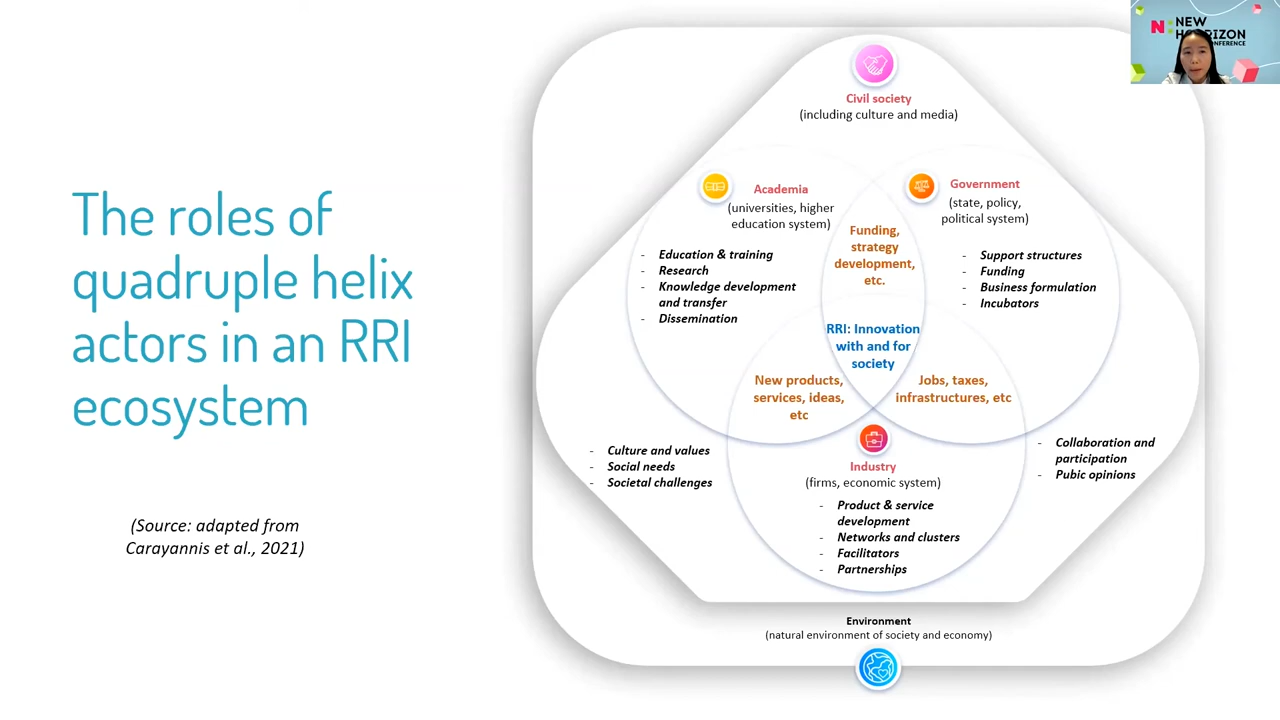 The roles of
quadruple helix
actors in an RRI
ecosystem
(Source: adapted from
Carayannis et al., 2021)
Civil society
(including culture and media)
Academia
(universities, higher
education system)
- Education & training
- Research
- Knowledge development
and transfer
- Dissemination
Funding,
strategy
development,
etc.
Government
(state, policy,
political system)
- Support structures
- Funding
- Business formulation
- Incubators
RRI: Innovation
with and for
society
New products,
services, ideas,
etc
Jobs, taxes,
infrastructures, etc
- Culture and values
- Social needs
- Societal challenges
Industry
(firms, economic system)
- Product & service
development
- Networks and clusters
- Facilitators
- Partnerships
- Collaboration and
participation
- Pubic opinions
Environment
(natural environment of society and economy)
N:
NEW